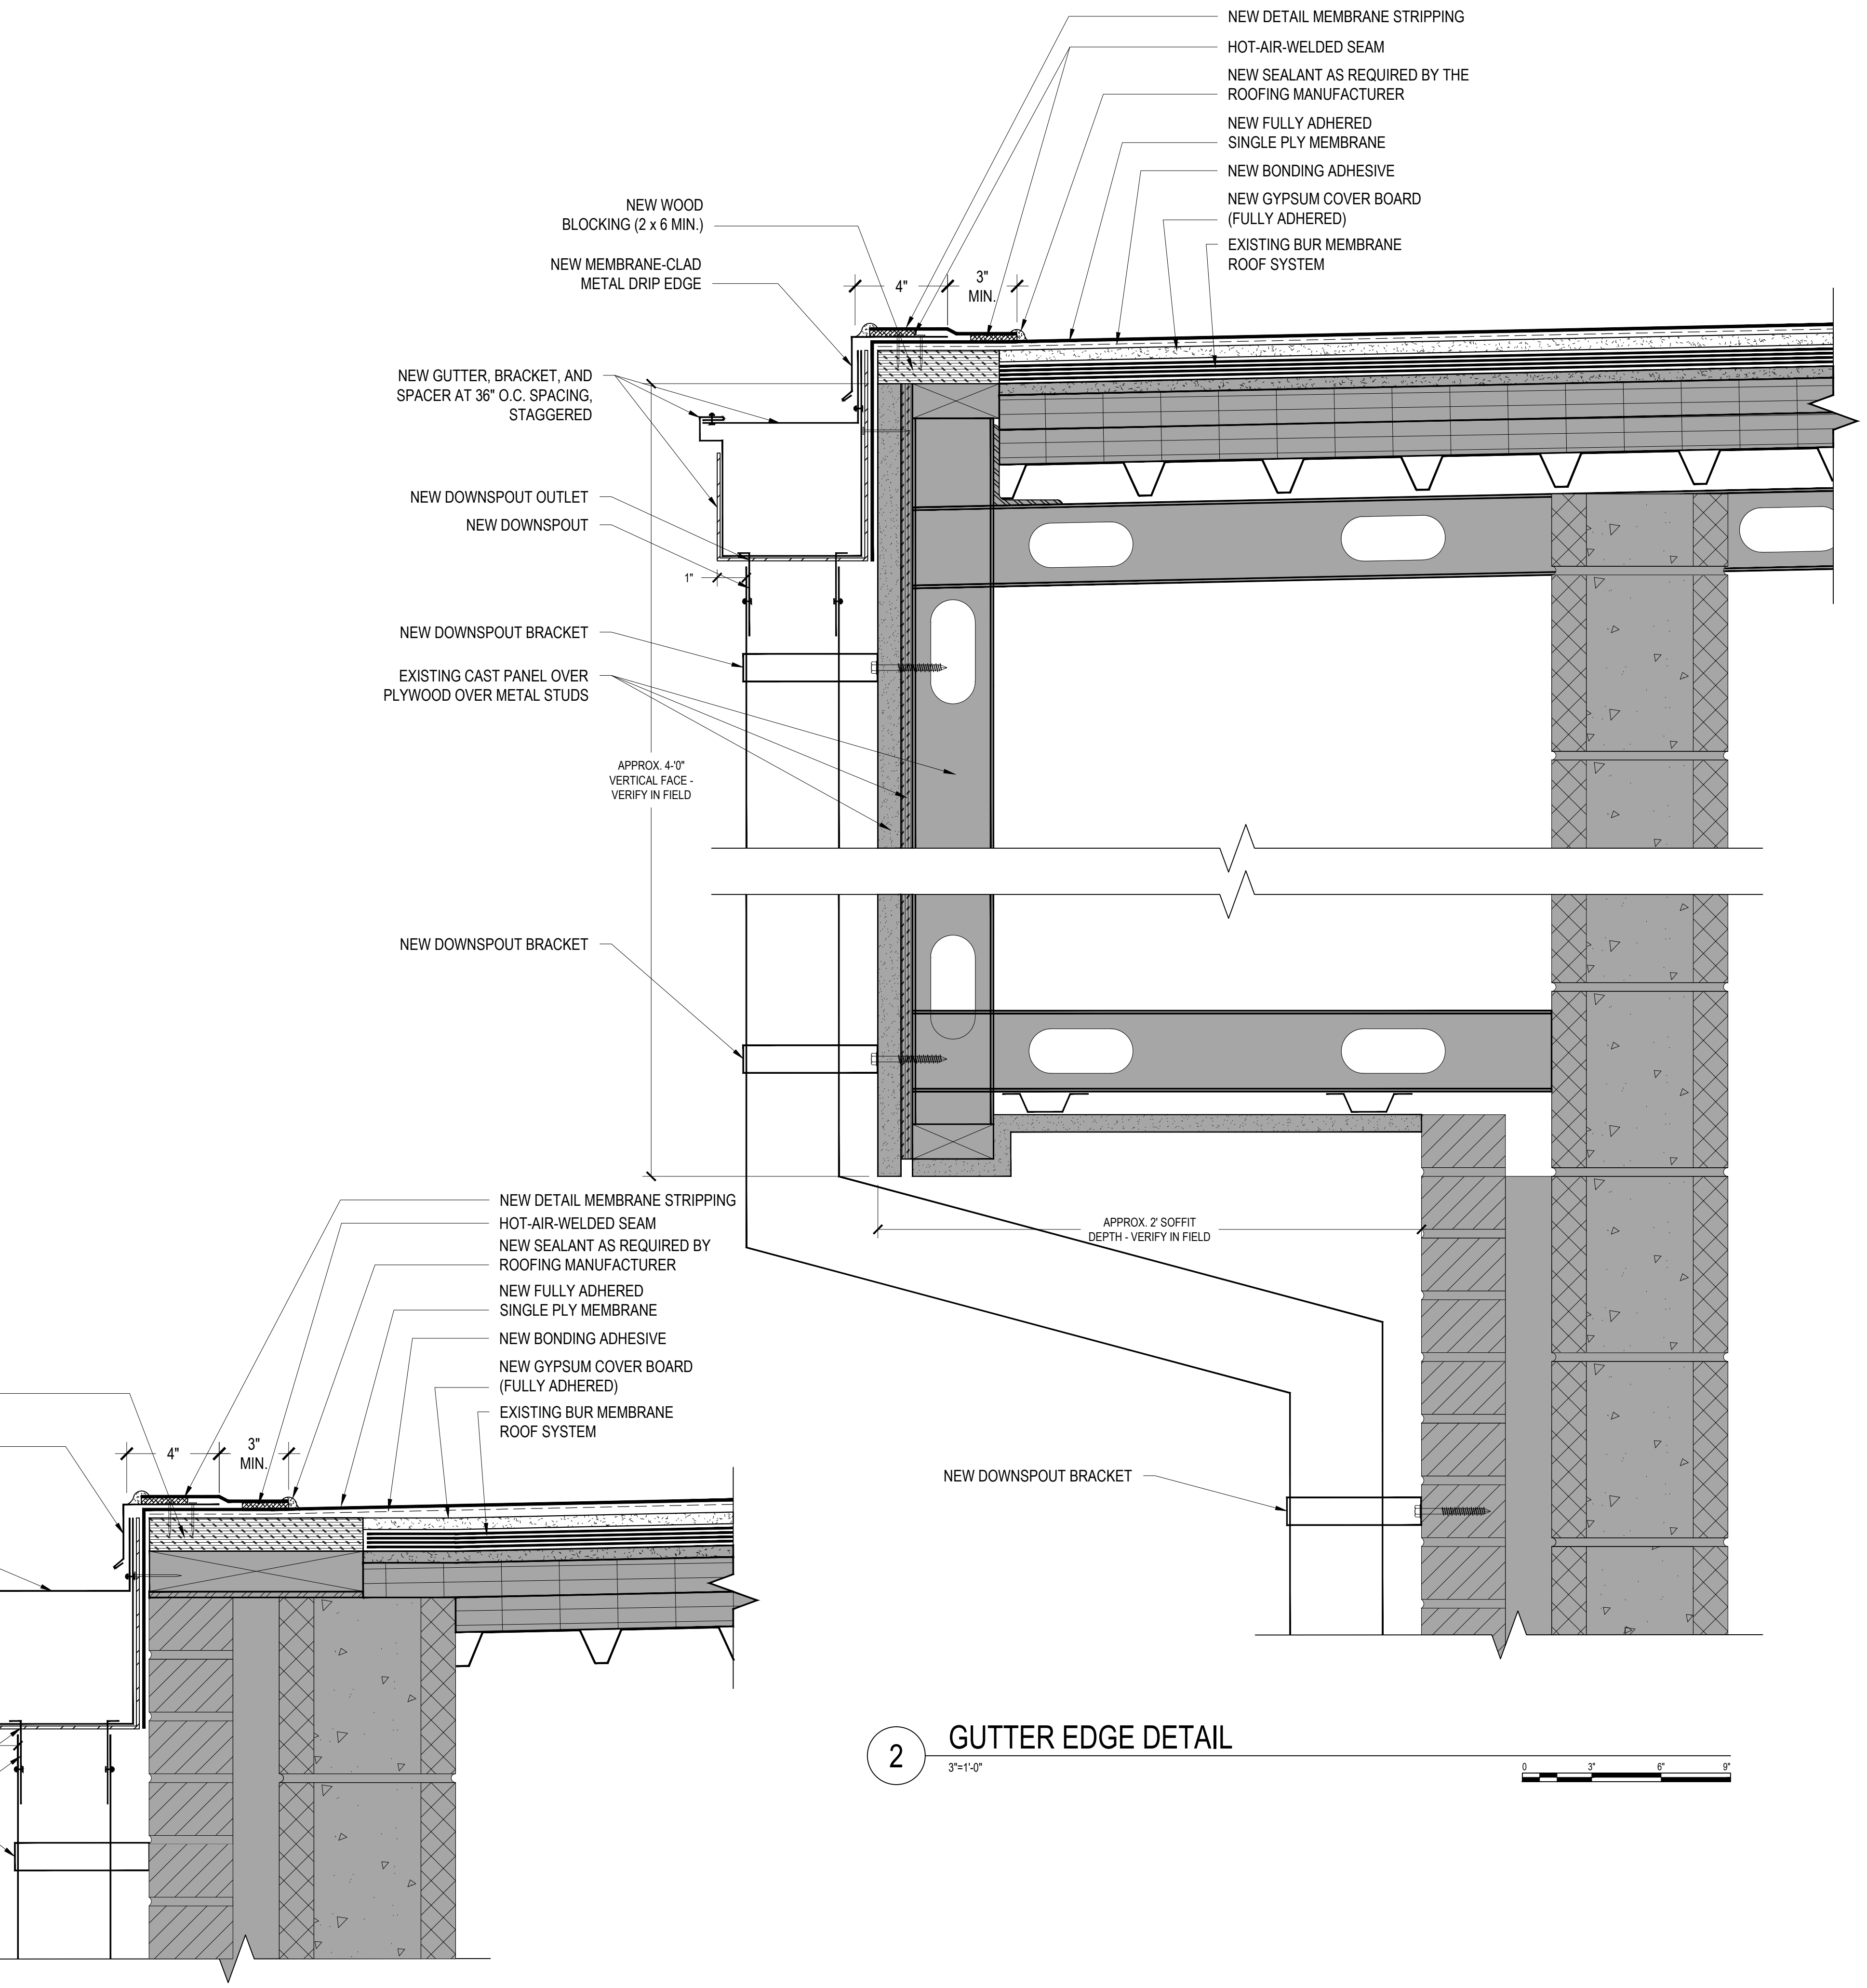 NEW DETAIL MEMBRANE STRIPPING
HOT-AIR-WELDED SEAM
NEW SEALANT AS REQUIRED BY THE
ROOFING MANUFACTURER
NEW FULLY ADHERED
SINGLE PLY MEMBRANE
NEW BONDING ADHESIVE
NEW GYPSUM COVER BOARD
(FULLY ADHERED)
EXISTING BUR MEMBRANE
ROOF SYSTEM
NEW WOOD
BLOCKING (2 x 6 MIN.)
NEW MEMBRANE-CLAD
METAL DRIP EDGE
4"
3"
MIN.
NEW GUTTER, BRACKET, AND
SPACER AT 36" O.C. SPACING,
STAGGERED
NEW DOWNSPOUT OUTLET
NEW DOWNSPOUT
1"
NEW DOWNSPOUT BRACKET
EXISTING CAST PANEL OVER
PLYWOOD OVER METAL STUDS
APPROX. 4-'0"
VERTICAL FACE -
VERIFY IN FIELD
NEW DOWNSPOUT BRACKET
APPROX. 2' SOFFIT
DEPTH - VERIFY IN FIELD
NEW DOWNSPOUT BRACKET
NEW DETAIL MEMBRANE STRIPPING
HOT-AIR-WELDED SEAM
NEW SEALANT AS REQUIRED BY
ROOFING MANUFACTURER
NEW FULLY ADHERED
SINGLE PLY MEMBRANE
NEW BONDING ADHESIVE
NEW GYPSUM COVER BOARD
(FULLY ADHERED)
EXISTING BUR MEMBRANE
ROOF SYSTEM
4"
3"
MIN.
2
GUTTER EDGE DETAIL
3"=1'-0"
0 3" 6" 9"